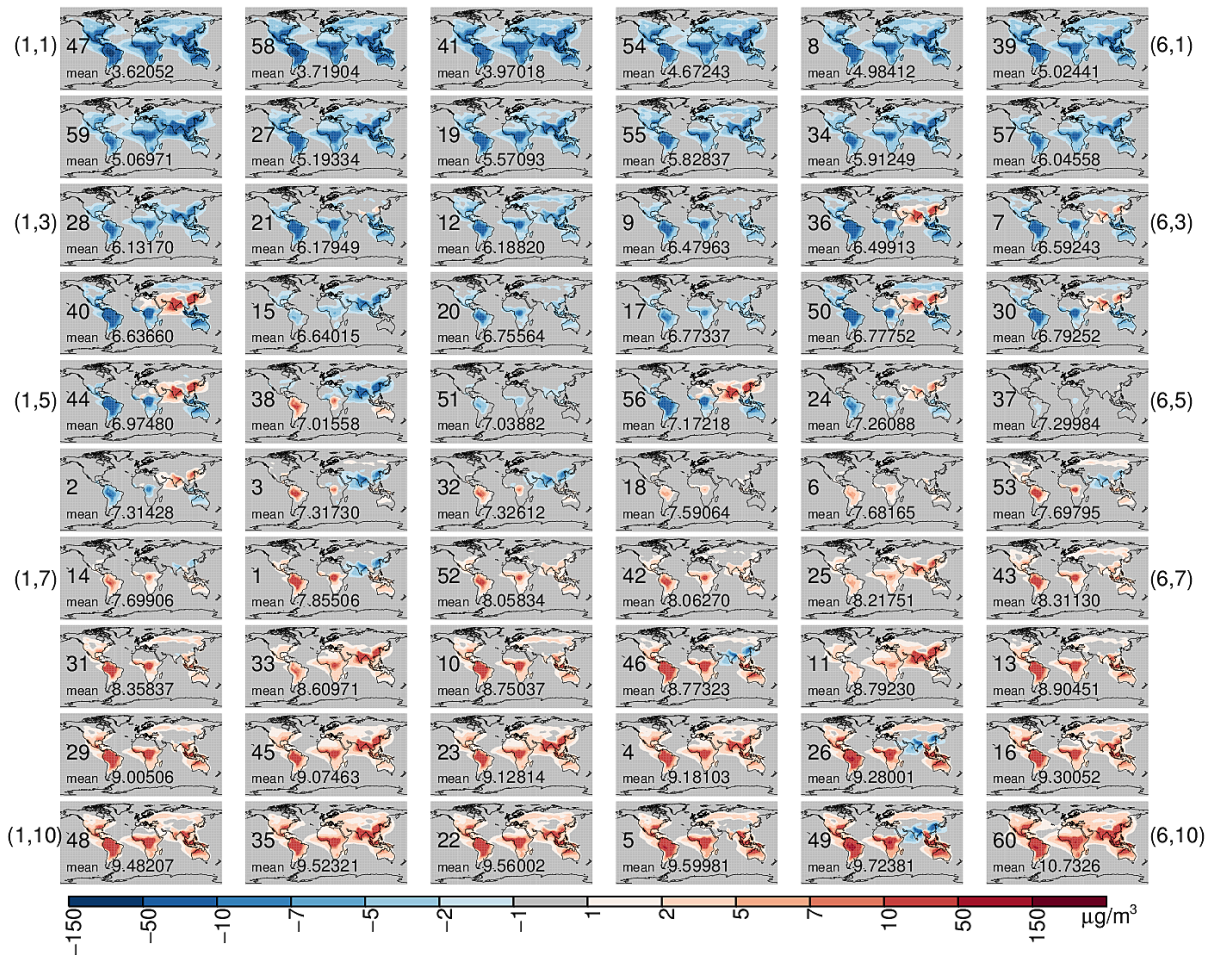 (1,1) 47 58 41 54 8 39 (6,1)
mean 3.62052 mean 3.71904 mean 3.97018 mean 4.67243 mean 4.98412 mean 5.02441
59 27 19 55 34 57
mean 5.06971 mean 5.19334 mean 5.57093 mean 5.82837 mean 5.91249 mean 6.04558
(1,3) 28 21 12 9 36 7 (6,3)
mean 6.13170 mean 6.17949 mean 6.18820 mean 6.47963 mean 6.49913 mean 6.59243
40 15 20 17 50 30
mean 6.63660 mean 6.64015 mean 6.75564 mean 6.77337 mean 6.77752 mean 6.79252
(1,5) 44 38 51 56 24 37 (6,5)
mean 6.97480 mean 7.01558 mean 7.03882 mean 7.17218 mean 7.26088 mean 7.29984
2 3 32 18 6 53
mean 7.31428 mean 7.31730 mean 7.32612 mean 7.59064 mean 7.68165 mean 7.69795
(1,7) 14 1 52 42 25 43 (6,7)
mean 7.69906 mean 7.85506 mean 8.05834 mean 8.06270 mean 8.21751 mean 8.31130
31 33 10 46 11 13
mean 8.35837 mean 8.60971 mean 8.75037 mean 8.77323 mean 8.79230 mean 8.90451
29 45 23 4 26 16
mean 9.00506 mean 9.07463 mean 9.12814 mean 9.18103 mean 9.28001 mean 9.30052
(1,10) 48 35 22 5 49 60 (6,10)
mean 9.48207 mean 9.52321 mean 9.56002 mean 9.59981 mean 9.72381 mean 10.7326
−150 −50 −10 −7 −5 −2 −1 1 2 5 7 10 50 150 μg/m³